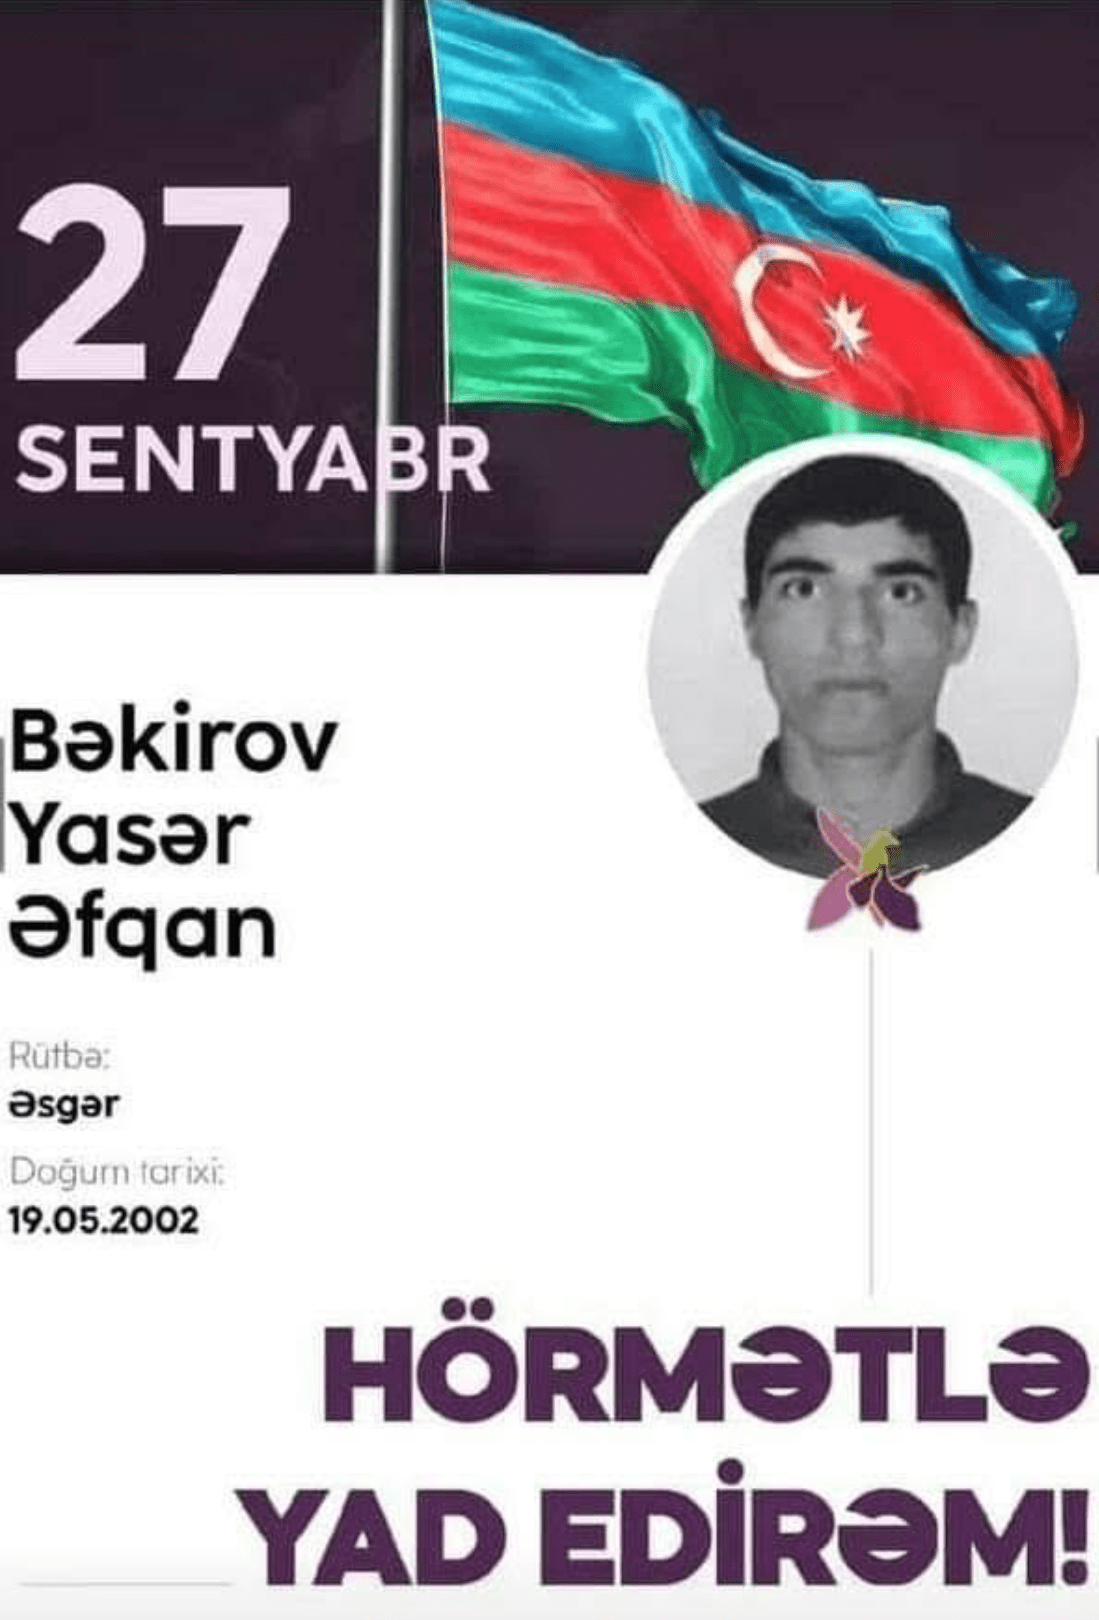 27
SENTYABR
Bəkirov
Yasər
Əfqan
Rütbə:
Əsgər
Doğum tarixi:
19.05.2002
HÖRMƏTLƏ
YAD EDİRƏM!